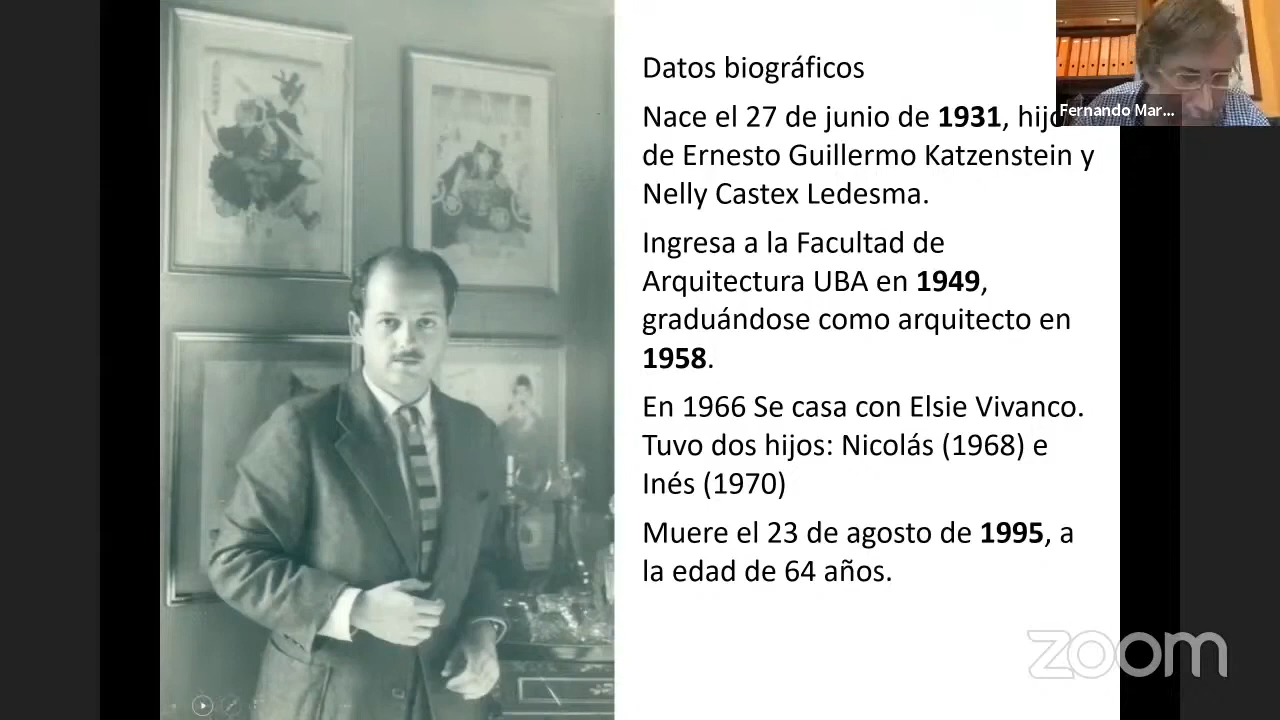 Datos biográficos
Nace el 27 de junio de 1931, hijo
de Ernesto Guillermo Katzenstein y
Nelly Castex Ledesma.
Ingresa a la Facultad de
Arquitectura UBA en 1949,
graduándose como arquitecto en
1958.
En 1966 Se casa con Elsie Vivanco.
Tuvo dos hijos: Nicolás (1968) e
Inés (1970)
Muere el 23 de agosto de 1995, a
la edad de 64 años.
Fernando Mar...
zoom